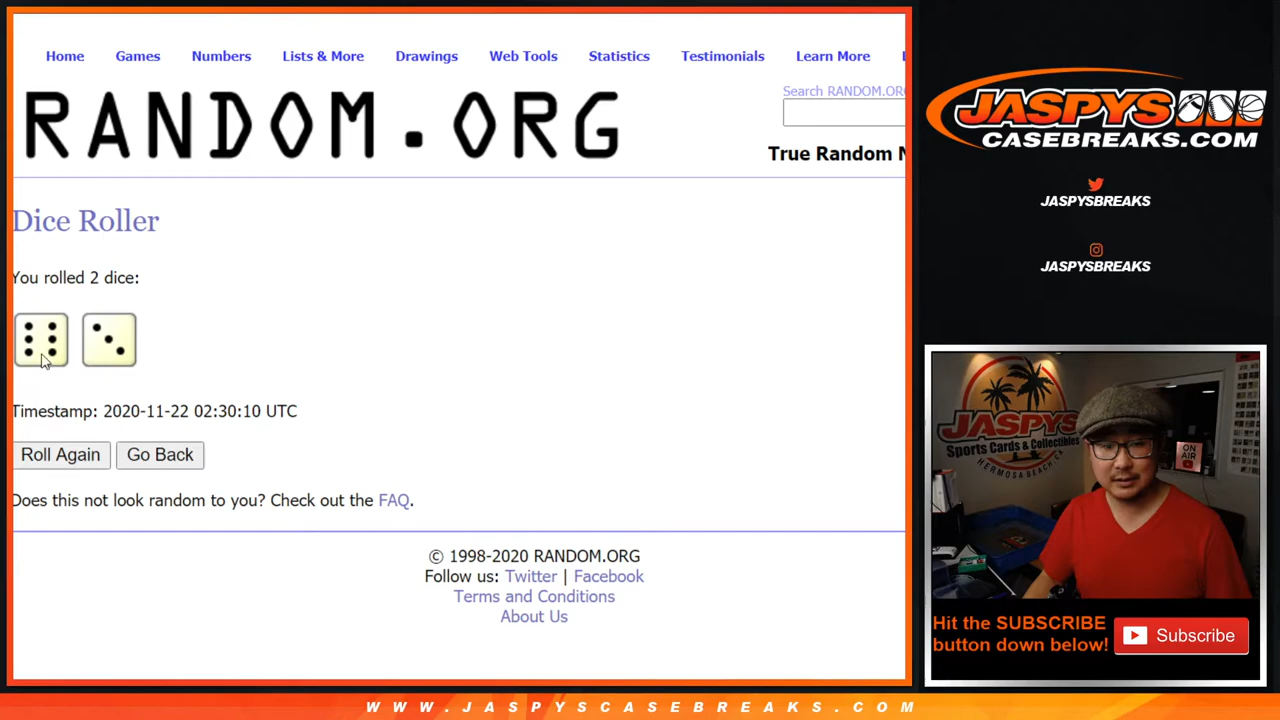 Home Games Numbers Lists & More Drawings Web Tools Statistics Testimonials Learn More
RANDOM.ORG
Search RANDOM.ORG
True Random N
Dice Roller
You rolled 2 dice:
Timestamp: 2020-11-22 02:30:10 UTC
Roll Again Go Back
Does this not look random to you? Check out the FAQ.
© 1998-2020 RANDOM.ORG
Follow us: Twitter | Facebook
Terms and Conditions
About Us
JASPYS
CASEBREAKS.COM
JASPYSBREAKS
JASPYSBREAKS
JASPYS
Sports Cards & Collectibles
HERMOSA BEACH, CA
ON
AIR
Hit the SUBSCRIBE
button down below!
Subscribe
WWW.JASPYSCASEBREAKS.COM